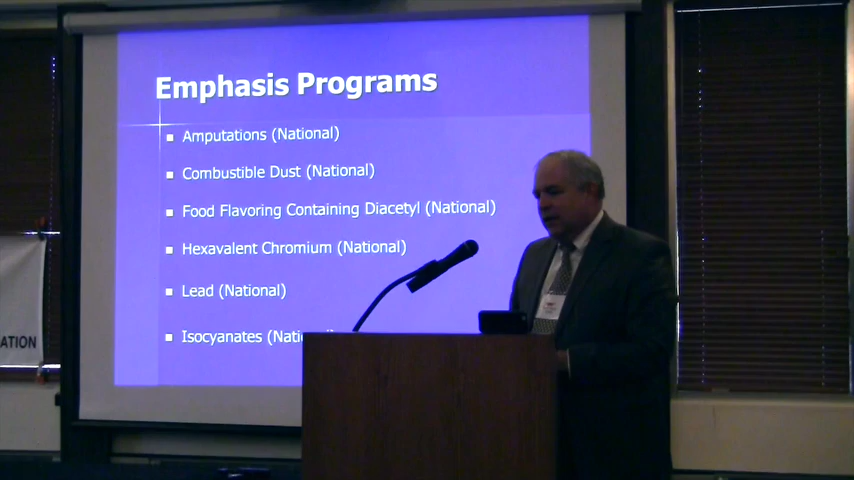 Emphasis Programs
Amputations (National)
Combustible Dust (National)
Food Flavoring Containing Diacetyl (National)
Hexavalent Chromium (National)
Lead (National)
Isocyanates
ATION